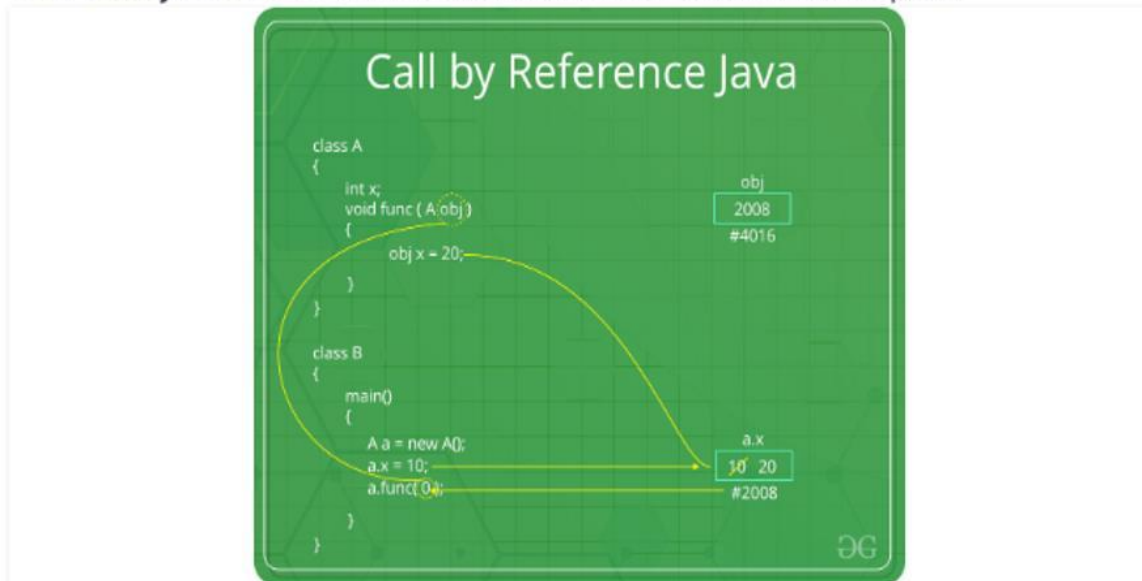 Call by Reference Java
class A
{
int x;
void func ( A obj )
{
obj x = 20;
}
}
class B
{
main()
{
A a = new A();
a.x = 10;
a.func(
}
}
obj
2008
#4016
a.x
10 20
#2008
GG